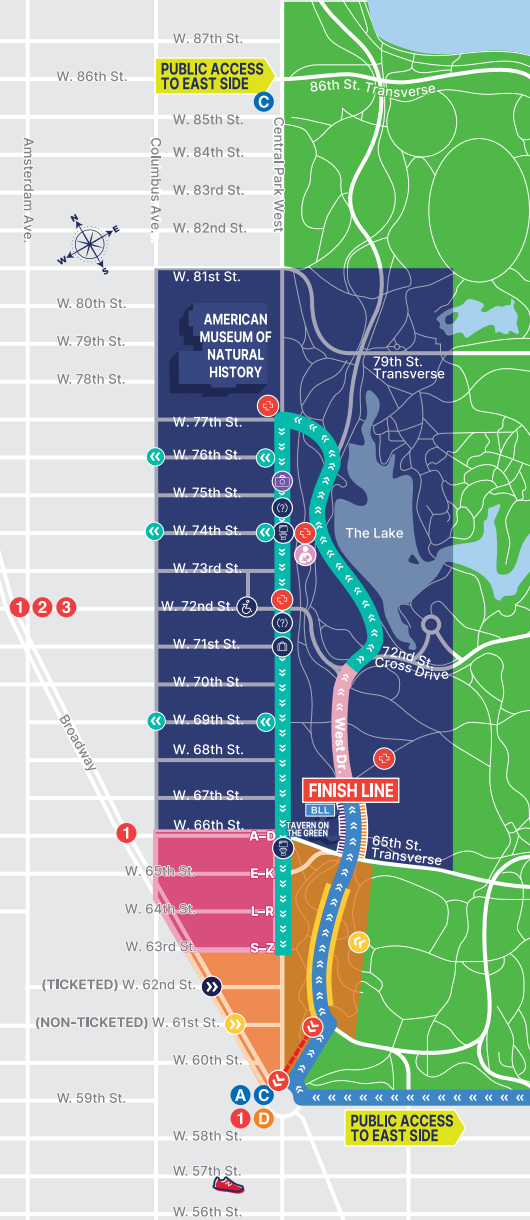 W. 87th St.
W. 86th St.
PUBLIC ACCESS
TO EAST SIDE
86th St. Transverse
C
W. 85th St.
Amsterdam Ave.
Columbus Ave.
Central Park West
W. 84th St.
W. 83rd St.
W. 82nd St.
N
E
W
S
W. 81st St.
W. 80th St.
AMERICAN
MUSEUM OF
NATURAL
HISTORY
W. 79th St.
79th St.
Transverse
W. 78th St.
W. 77th St.
W. 76th St.
W. 75th St.
W. 74th St.
The Lake
W. 73rd St.
1 2 3
W. 72nd St.
W. 71st St.
72nd St.
Cross Drive
W. 70th St.
W. 69th St.
Broadway
West Dr.
W. 68th St.
FINISH LINE
W. 67th St.
BLL
W. 66th St.
TAVERN ON
THE GREEN
1
A–D
65th St.
Transverse
W. 65th St.
E–K
W. 64th St.
L–R
W. 63rd St.
S–Z
(TICKETED) W. 62nd St.
(NON-TICKETED) W. 61st St.
W. 60th St.
A C
W. 59th St.
1 D
PUBLIC ACCESS
TO EAST SIDE
W. 58th St.
W. 57th St.
W. 56th St.